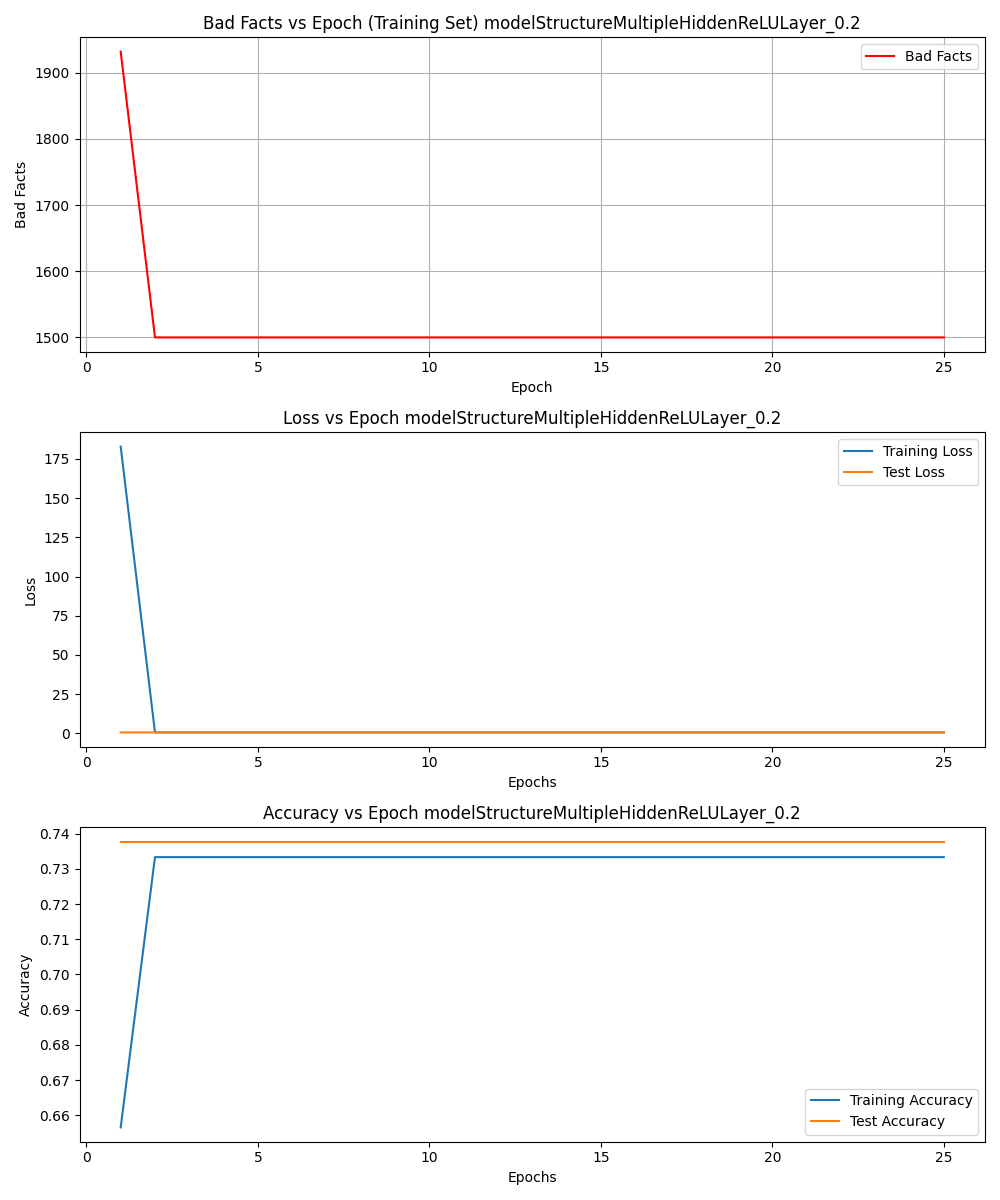 Bad Facts vs Epoch (Training Set) modelStructureMultipleHiddenReLULayer_0.2
Bad Facts
1900
1800
1700
1600
1500
Bad Facts
0 5 10 15 20 25
Epoch
Loss vs Epoch modelStructureMultipleHiddenReLULayer_0.2
Training Loss
Test Loss
175
150
125
100
75
50
25
0
Loss
0 5 10 15 20 25
Epochs
Accuracy vs Epoch modelStructureMultipleHiddenReLULayer_0.2
0.74
0.73
0.72
0.71
0.70
0.69
0.68
0.67
0.66
Accuracy
Training Accuracy
Test Accuracy
0 5 10 15 20 25
Epochs